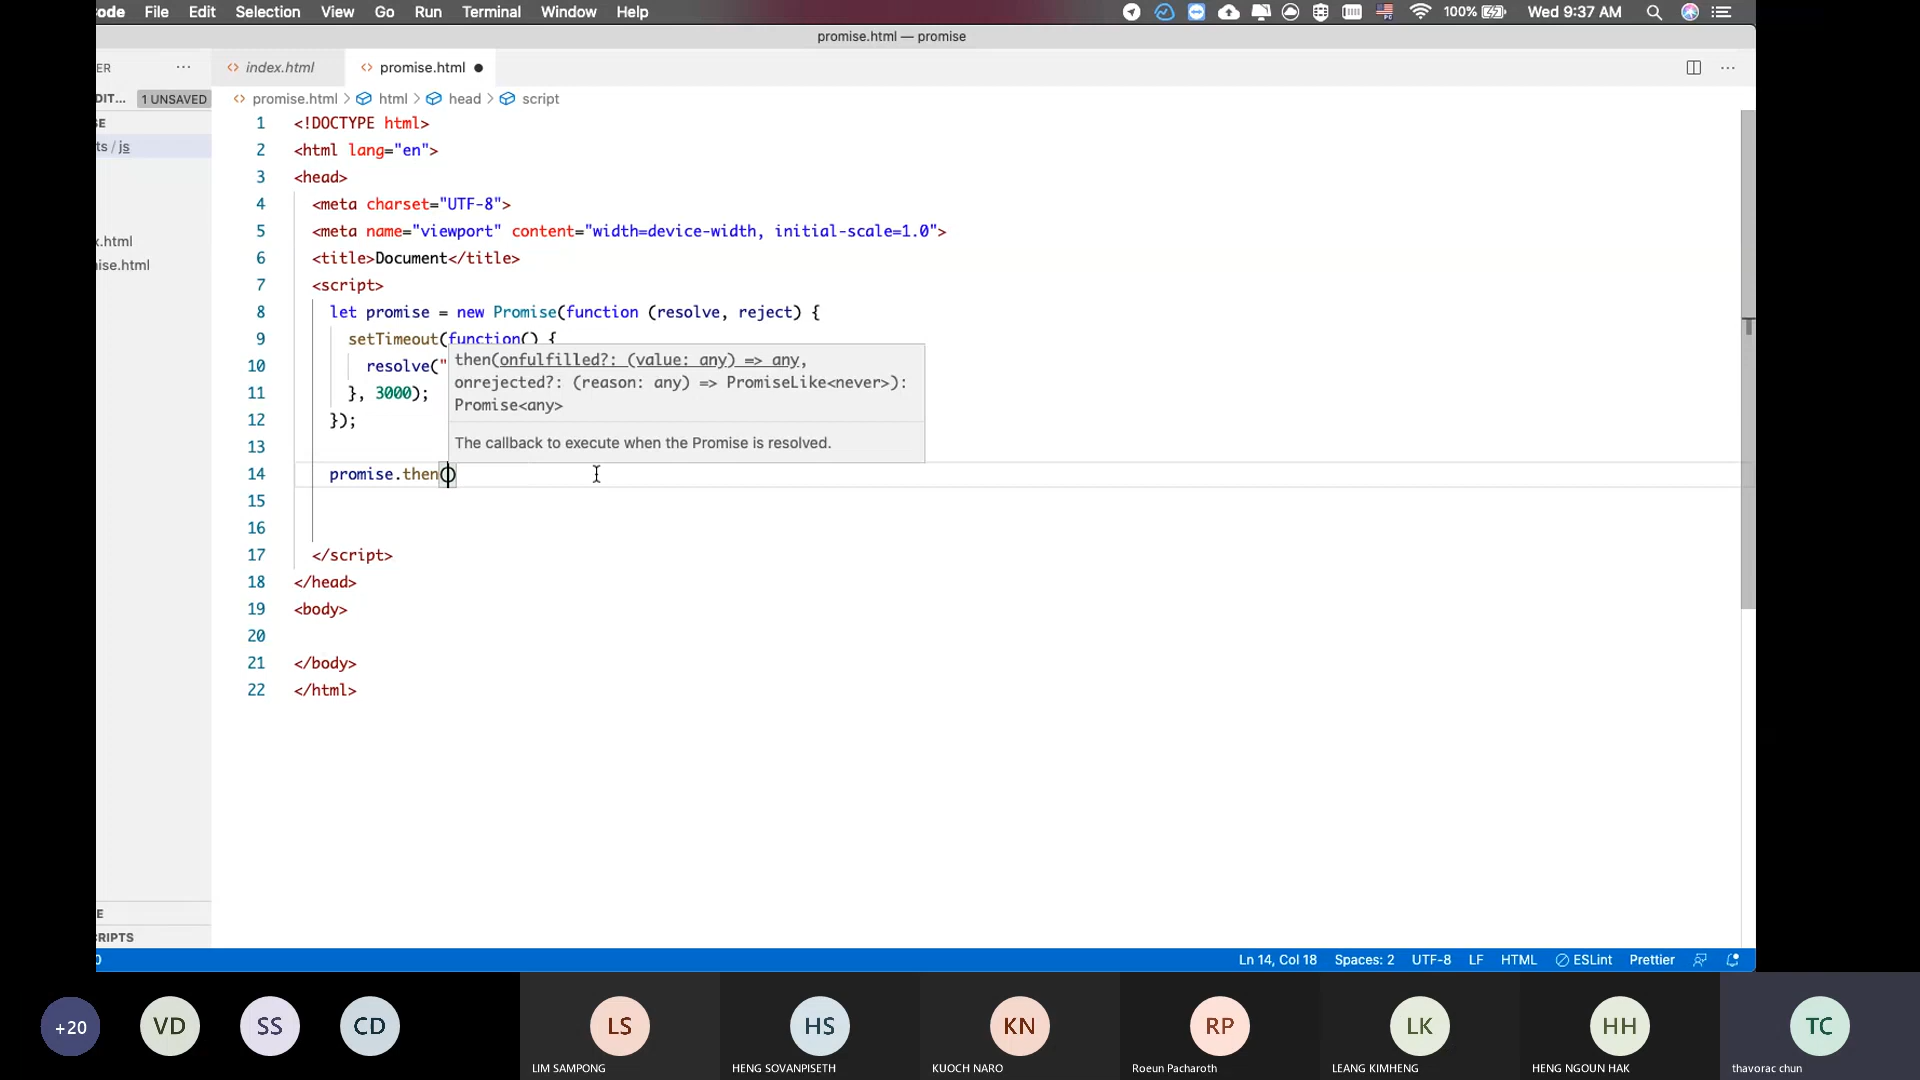 ode File Edit Selection View Go Run Terminal Window Help 100% Wed 9:37 AM
promise.html — promise
ER ··· index.html promise.html ● ···
DIT... 1 UNSAVED promise.html > html > head > script
SE
ts / js
x.html
ise.html
E
RIPTS
1 <!DOCTYPE html>
2 <html lang="en">
3 <head>
4 <meta charset="UTF-8">
5 <meta name="viewport" content="width=device-width, initial-scale=1.0">
6 <title>Document</title>
7 <script>
8 let promise = new Promise(function (resolve, reject) {
9 setTimeout(function() {
10 resolve("
11 }, 3000);
12 });
13
14 promise.then()
15
16
17 </script>
18 </head>
19 <body>
20
21 </body>
22 </html>
then(onfulfilled?: (value: any) => any,
onrejected?: (reason: any) => PromiseLike<never>):
Promise<any>
The callback to execute when the Promise is resolved.
0 Ln 14, Col 18 Spaces: 2 UTF-8 LF HTML ESLint Prettier
+20 VD SS CD LS HS KN RP LK HH TC
LIM SAMPONG HENG SOVANPISETH KUOCH NARO Roeun Pacharoth LEANG KIMHENG HENG NGOUN HAK thavorac chun